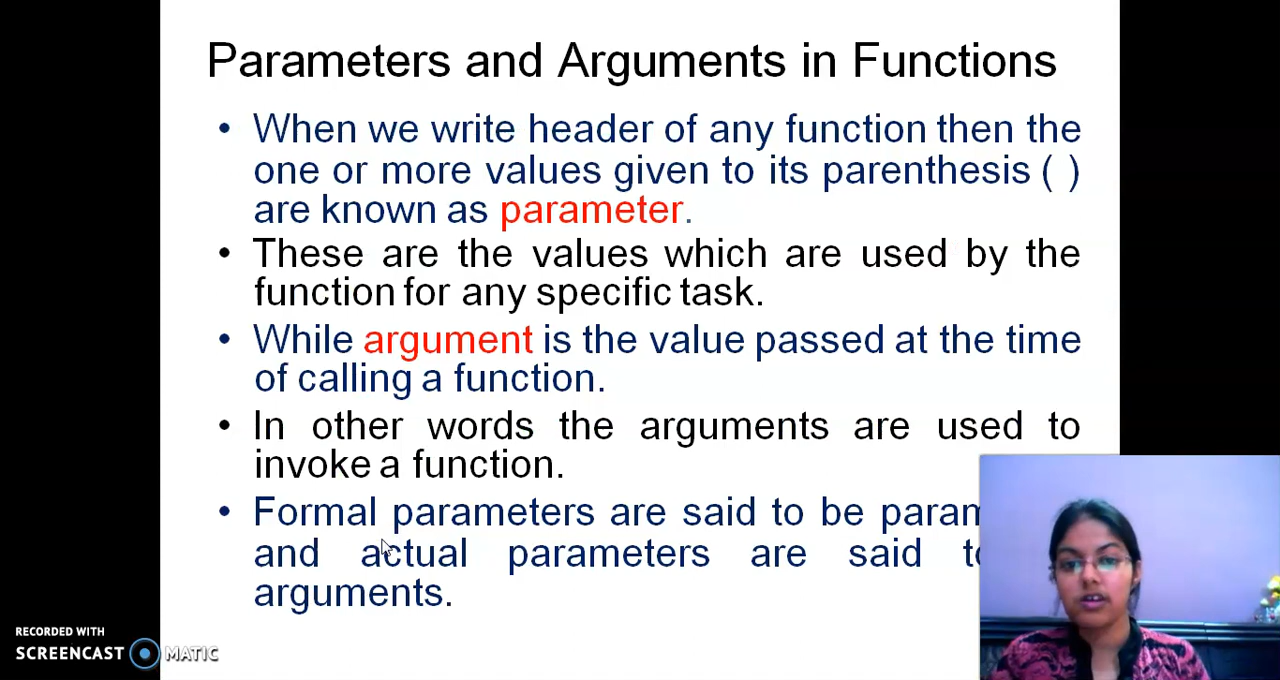 Parameters and Arguments in Functions
• When we write header of any function then the
one or more values given to its parenthesis ( )
are known as parameter.
• These are the values which are used by the
function for any specific task.
• While argument is the value passed at the time
of calling a function.
• In other words the arguments are used to
invoke a function.
• Formal parameters are said to be
and actual parameters are said
arguments.
RECORDED WITH
SCREENCAST MATIC